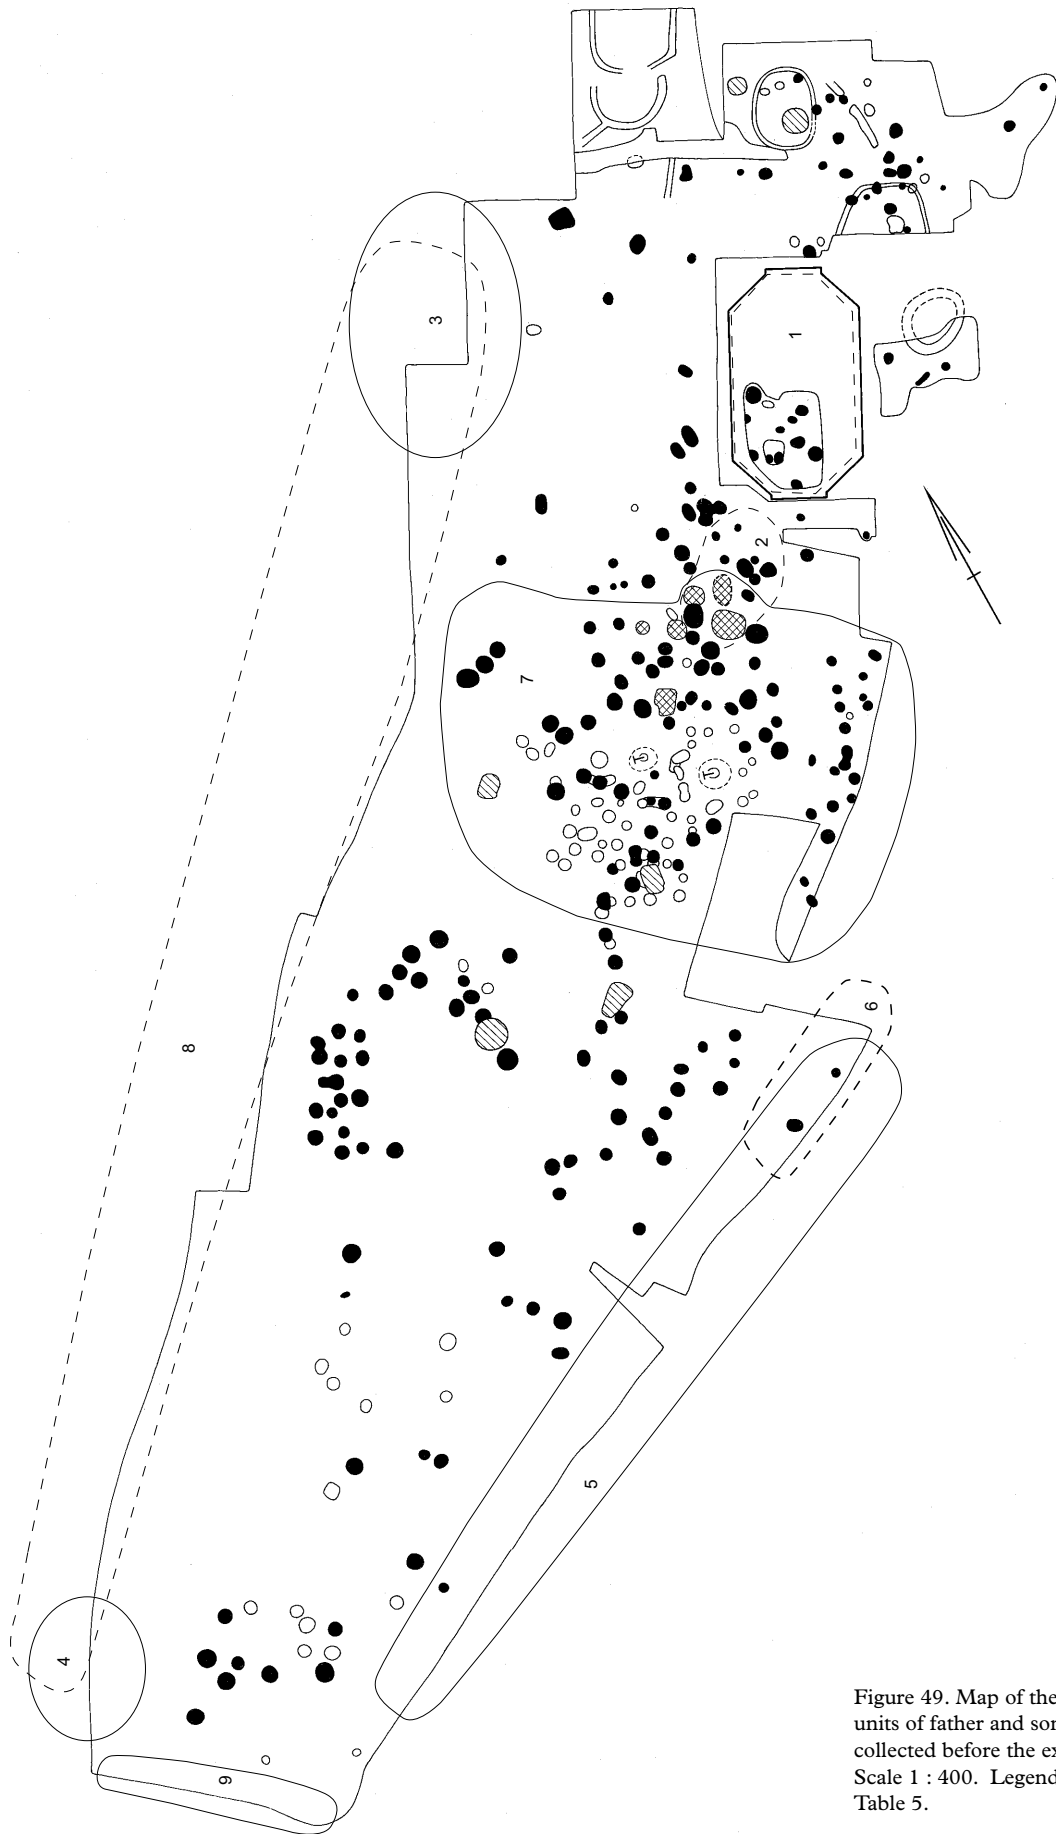 1
3
2
7
6
8
5
4
9
Figure 49. Map of the
units of father and
collected before the
Scale 1 : 400. Legend
Table 5.